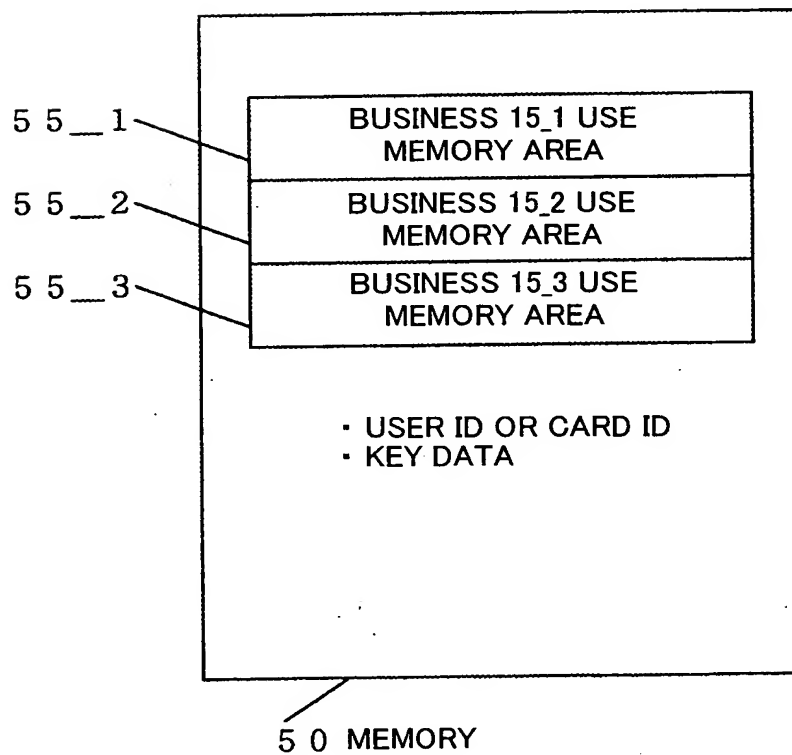 ５５＿１
BUSINESS 15_1 USE
MEMORY AREA
５５＿２
BUSINESS 15_2 USE
MEMORY AREA
５５＿３
BUSINESS 15_3 USE
MEMORY AREA
・USER ID OR CARD ID
・KEY DATA
５０ MEMORY